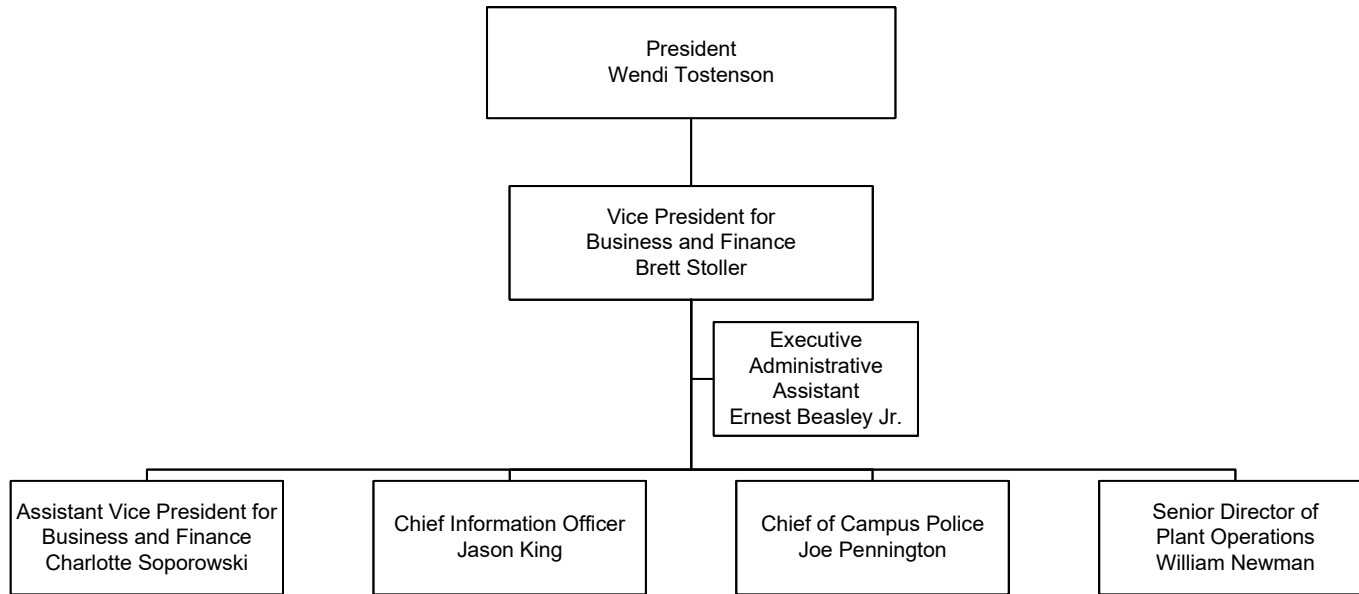 President
Wendi Tostenson
Vice President for
Business and Finance
Brett Stoller
Executive
Administrative
Assistant
Ernest Beasley Jr.
Assistant Vice President for
Business and Finance
Charlotte Soporowski
Chief Information Officer
Jason King
Chief of Campus Police
Joe Pennington
Senior Director of
Plant Operations
William Newman